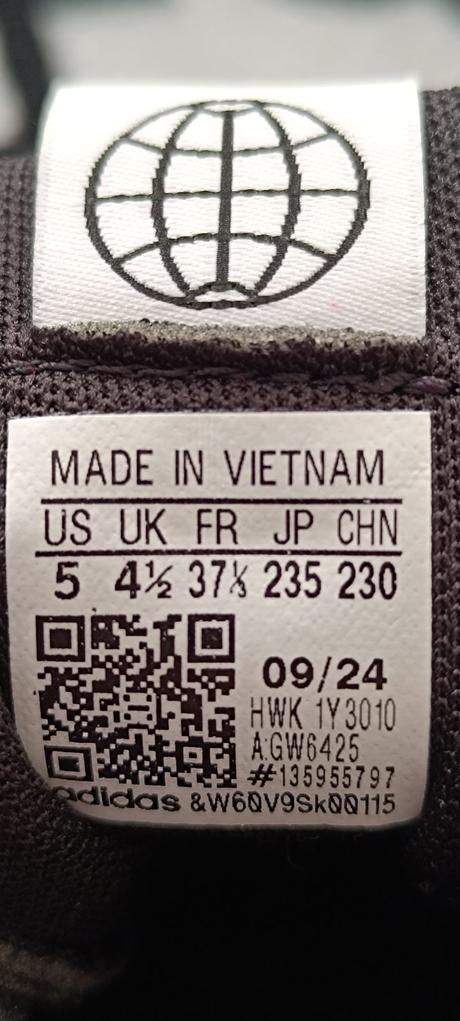 MADE IN VIETNAM
US UK FR JP CHN
5 4½ 37⅓ 235 230
09/24
HWK 1Y3010
A:GW6425
#135955797
adidas &W60V9Sk00115